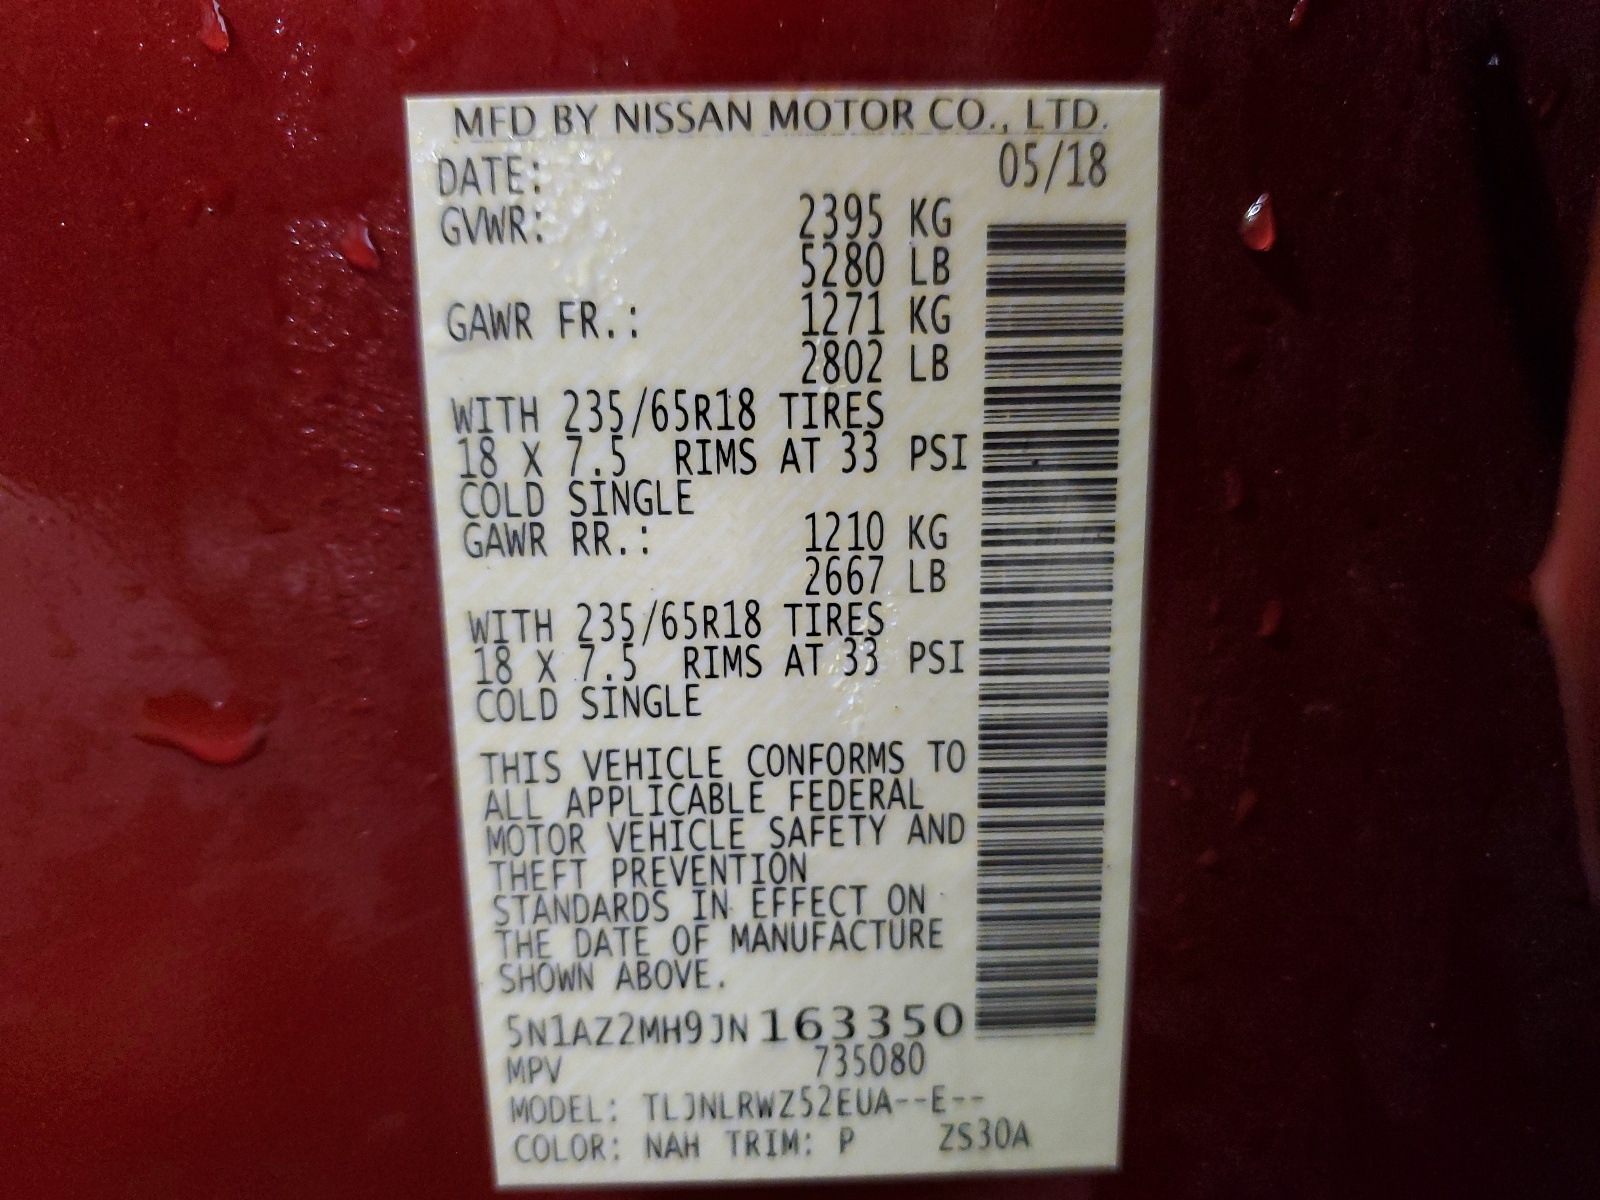 MFD BY NISSAN MOTOR CO., LTD.
DATE: 05/18
GVWR: 2395 KG
5280 LB
GAWR FR.: 1271 KG
2802 LB
WITH 235/65R18 TIRES
18 X 7.5 RIMS AT 33 PSI
COLD SINGLE
GAWR RR.: 1210 KG
2667 LB
WITH 235/65R18 TIRES
18 X 7.5 RIMS AT 33 PSI
COLD SINGLE
THIS VEHICLE CONFORMS TO
ALL APPLICABLE FEDERAL
MOTOR VEHICLE SAFETY AND
THEFT PREVENTION
STANDARDS IN EFFECT ON
THE DATE OF MANUFACTURE
SHOWN ABOVE.
5N1AZ2MH9JN163350
MPV 735080
MODEL: TLJNLRWZ52EUA--E--
COLOR: NAH TRIM: P ZS30A